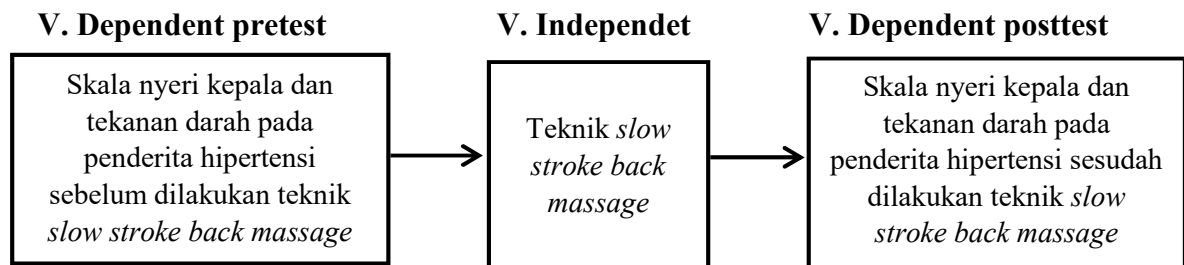 V. Dependent pretest
V. Independet
V. Dependent posttest
Skala nyeri kepala dan
tekanan darah pada
penderita hipertensi
sebelum dilakukan teknik
slow stroke back massage
Teknik slow
stroke back
massage
Skala nyeri kepala dan
tekanan darah pada
penderita hipertensi sesudah
dilakukan teknik slow
stroke back massage